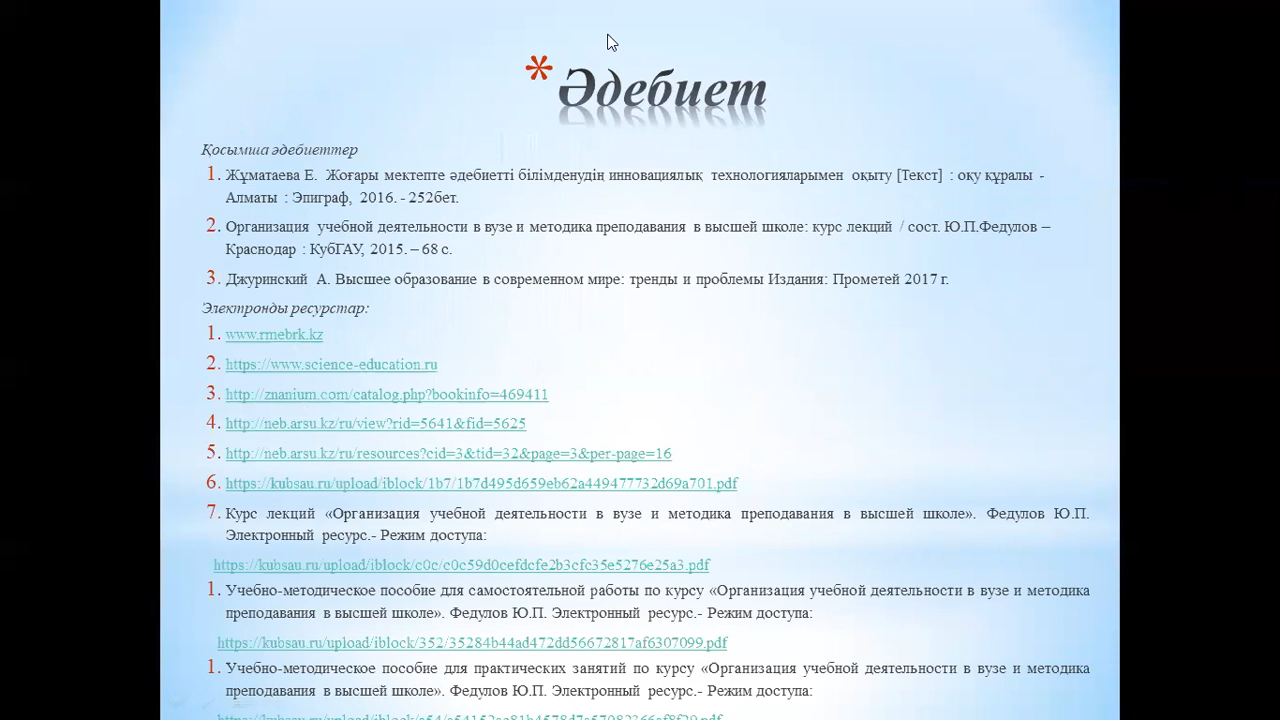 * Әдебиет
Қосымша әдебиеттер
1. Жұматаева Е. Жоғары мектепте әдебиетті білімденудің инновациялық технологияларымен оқыту [Текст] : оқу құралы -
Алматы : Эпиграф, 2016. - 252бет.
2. Организация учебной деятельности в вузе и методика преподавания в высшей школе: курс лекций / сост. Ю.П.Федулов –
Краснодар : КубГАУ, 2015. – 68 с.
3. Джуринский А. Высшее образование в современном мире: тренды и проблемы Издания: Прометей 2017 г.
Электронды ресурстар:
1. www.rmebrk.kz
2. https://www.science-education.ru
3. http://znanium.com/catalog.php?bookinfo=469411
4. http://neb.arsu.kz/ru/view?rid=5641&fid=5625
5. http://neb.arsu.kz/ru/resources?cid=3&tid=32&page=3&per-page=16
6. https://kubsau.ru/upload/iblock/1b7/1b7d495d659eb62a449477732d69a701.pdf
7. Курс лекций «Организация учебной деятельности в вузе и методика преподавания в высшей школе». Федулов Ю.П.
Электронный ресурс.- Режим доступа:
https://kubsau.ru/upload/iblock/c0c/c0c59d0cefdcfe2b3cfc35e5276e25a3.pdf
1. Учебно-методическое пособие для самостоятельной работы по курсу «Организация учебной деятельности в вузе и методика
преподавания в высшей школе». Федулов Ю.П. Электронный ресурс.- Режим доступа:
https://kubsau.ru/upload/iblock/352/35284b44ad472dd56672817af6307099.pdf
1. Учебно-методическое пособие для практических занятий по курсу «Организация учебной деятельности в вузе и методика
преподавания в высшей школе». Федулов Ю.П. Электронный ресурс.- Режим доступа: